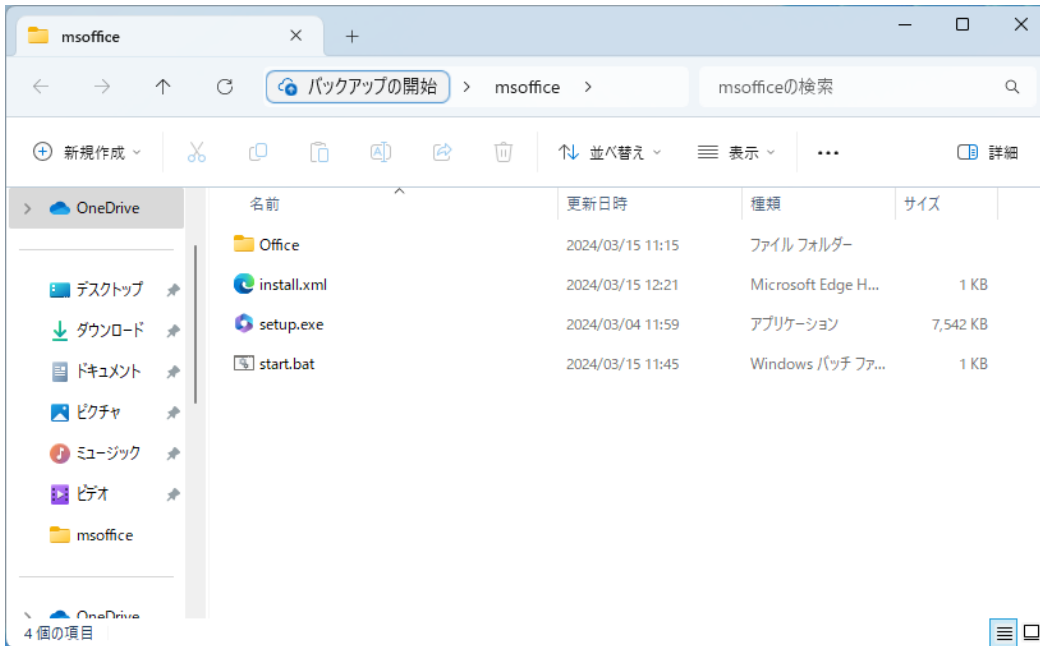 msoffice
バックアップの開始 > msoffice >
msofficeの検索
新規作成
並べ替え
表示
詳細
OneDrive
デスクトップ
ダウンロード
ドキュメント
ピクチャ
ミュージック
ビデオ
msoffice
OneDrive
名前 更新日時 種類 サイズ
Office 2024/03/15 11:15 ファイル フォルダー
install.xml 2024/03/15 12:21 Microsoft Edge H... 1 KB
setup.exe 2024/03/04 11:59 アプリケーション 7,542 KB
start.bat 2024/03/15 11:45 Windows バッチ ファ... 1 KB
4 個の項目